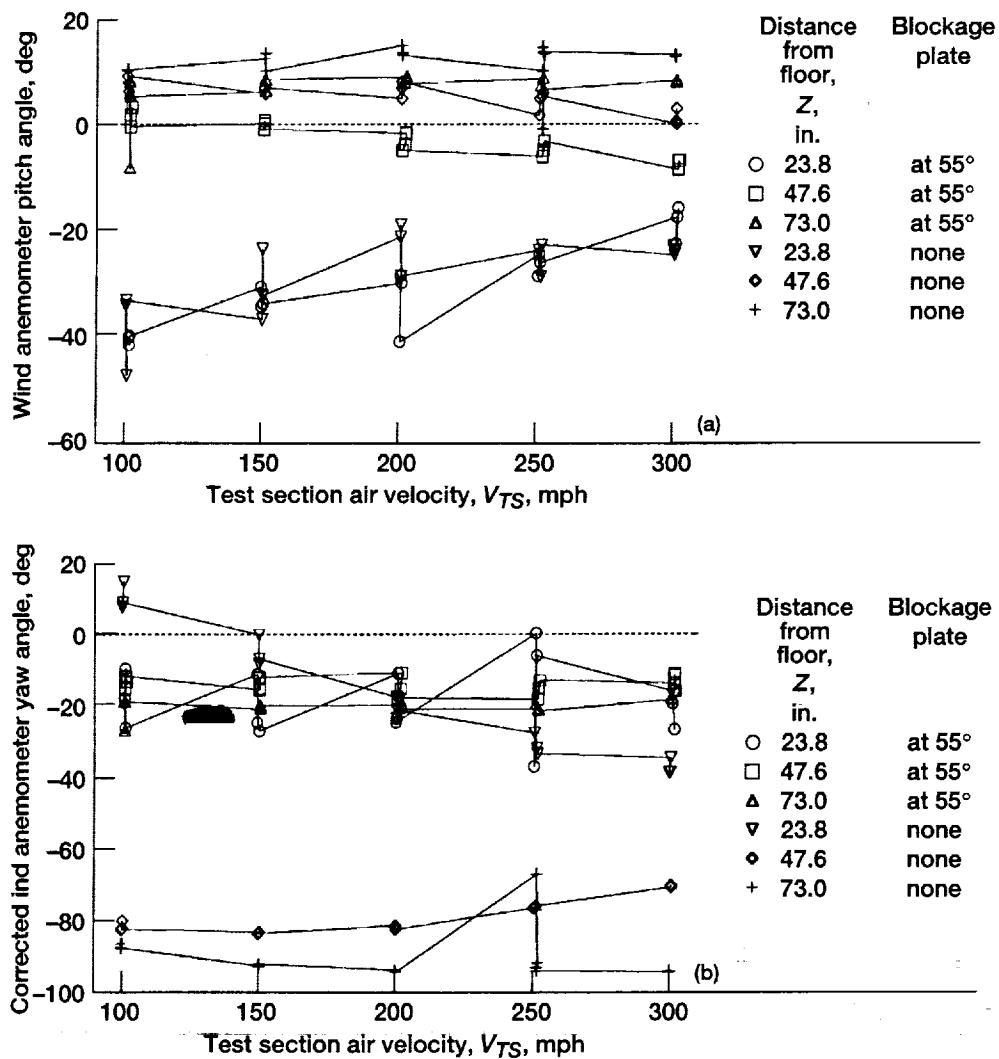 Wind anemometer pitch angle, deg
20
0
–20
–40
–60
100 150 200 250 300
Test section air velocity, VTS, mph
(a)
Distance Blockage
from plate
floor,
Z,
in.
○ 23.8 at 55°
□ 47.6 at 55°
△ 73.0 at 55°
▽ 23.8 none
◇ 47.6 none
+ 73.0 none
Corrected ind anemometer yaw angle, deg
20
0
–20
–40
–60
–80
–100
100 150 200 250 300
Test section air velocity, VTS, mph
(b)
Distance Blockage
from plate
floor,
Z,
in.
○ 23.8 at 55°
□ 47.6 at 55°
△ 73.0 at 55°
▽ 23.8 none
◇ 47.6 none
+ 73.0 none